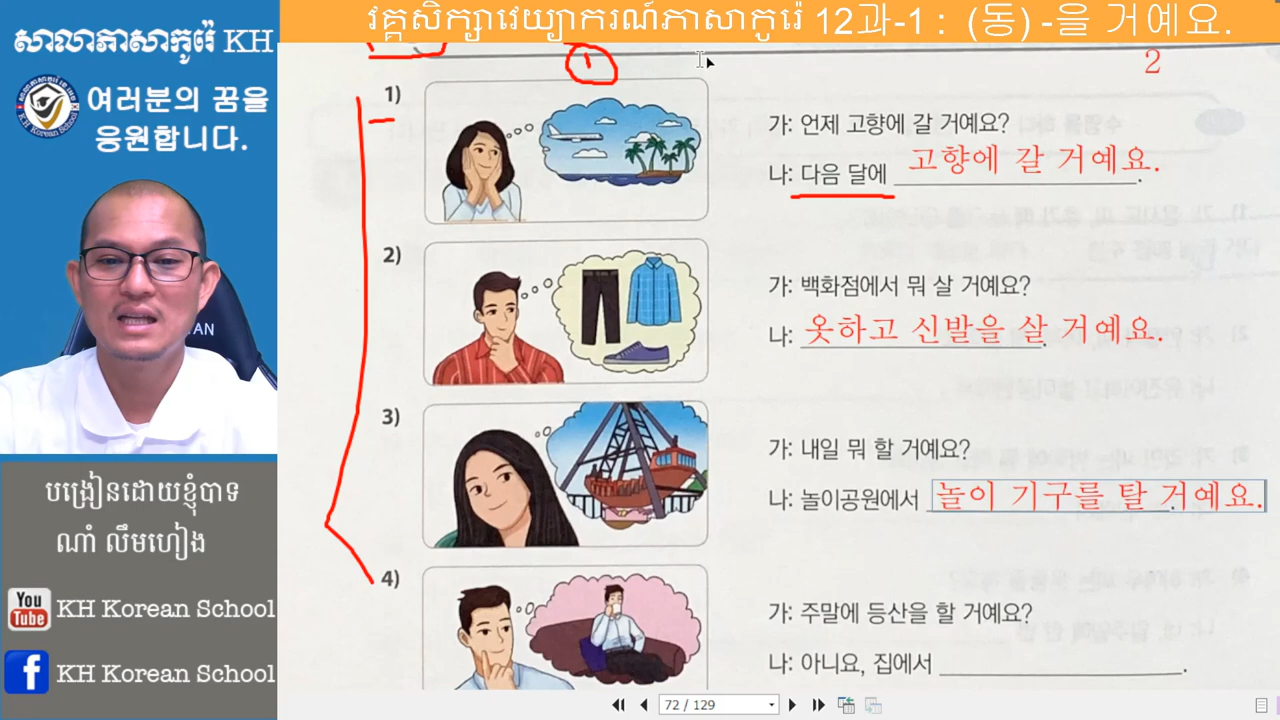 វគ្គសិក្សាវេយ្យាករណ៍ភាសាកូរ៉េ 12과-1 : (동) -을 거예요.
សាលាភាសាកូរ៉េ KH
여러분의 꿈을
응원합니다.
KH Korean School
បង្រៀនដោយខ្ញុំបាទ
ណាំ លឹមហៀង
You
Tube
KH Korean School
f
KH Korean School
1
2
1)
가: 언제 고향에 갈 거예요?
나: 다음 달에 고향에 갈 거예요.
2)
가: 백화점에서 뭐 살 거예요?
나: 옷하고 신발을 살 거예요.
3)
가: 내일 뭐 할 거예요?
나: 놀이공원에서 놀이 기구를 탈 거예요.
4)
가: 주말에 등산을 할 거예요?
나: 아니요, 집에서 .
72 / 129